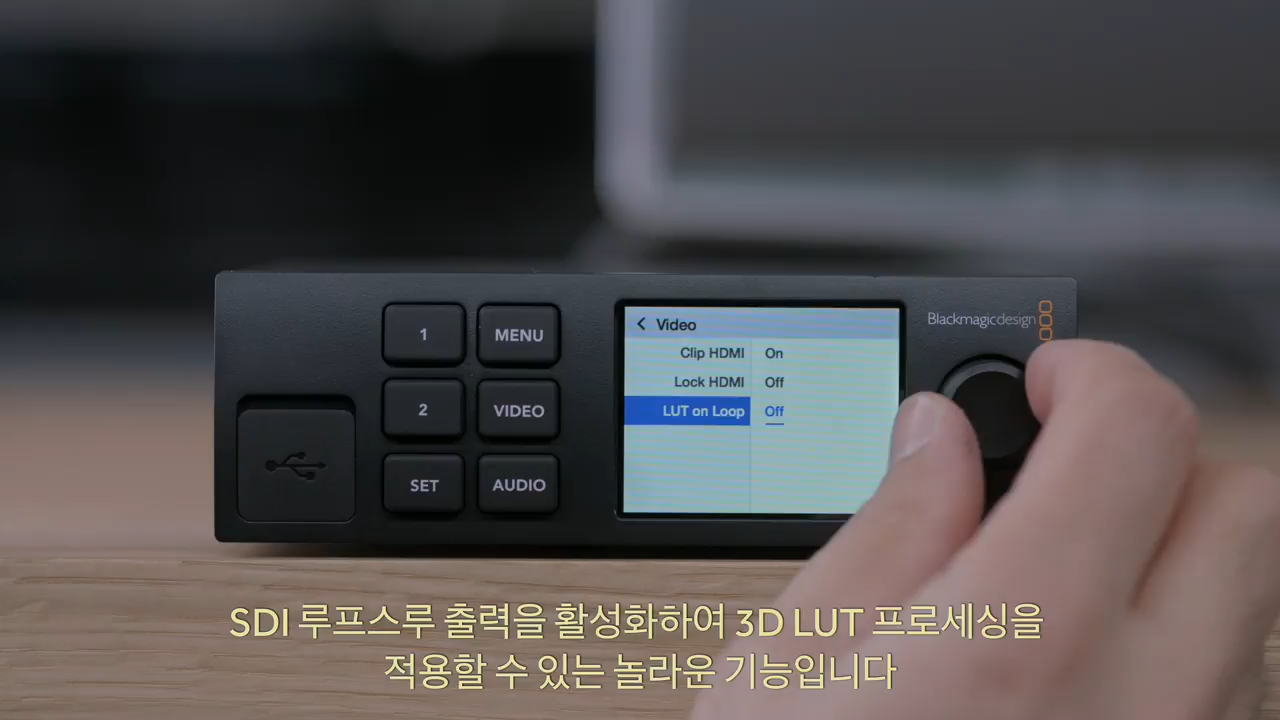 Blackmagicdesign
1
MENU
2
VIDEO
SET
AUDIO
Video
Clip HDMI On
Lock HDMI Off
LUT on Loop Off
SDI 루프스루 출력을 활성화하여 3D LUT 프로세싱을
적용할 수 있는 놀라운 기능입니다